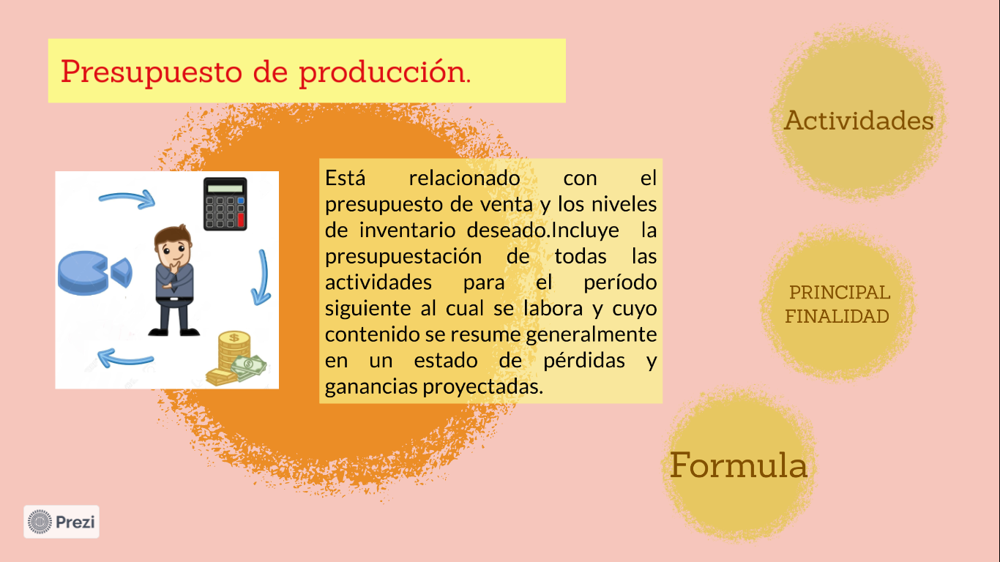 Presupuesto de producción.
Está relacionado con el
presupuesto de venta y los niveles
de inventario deseado.Incluye la
presupuestación de todas las
actividades para el período
siguiente al cual se labora y cuyo
contenido se resume generalmente
en un estado de pérdidas y
ganancias proyectadas.
Actividades
PRINCIPAL
FINALIDAD
Formula
Prezi